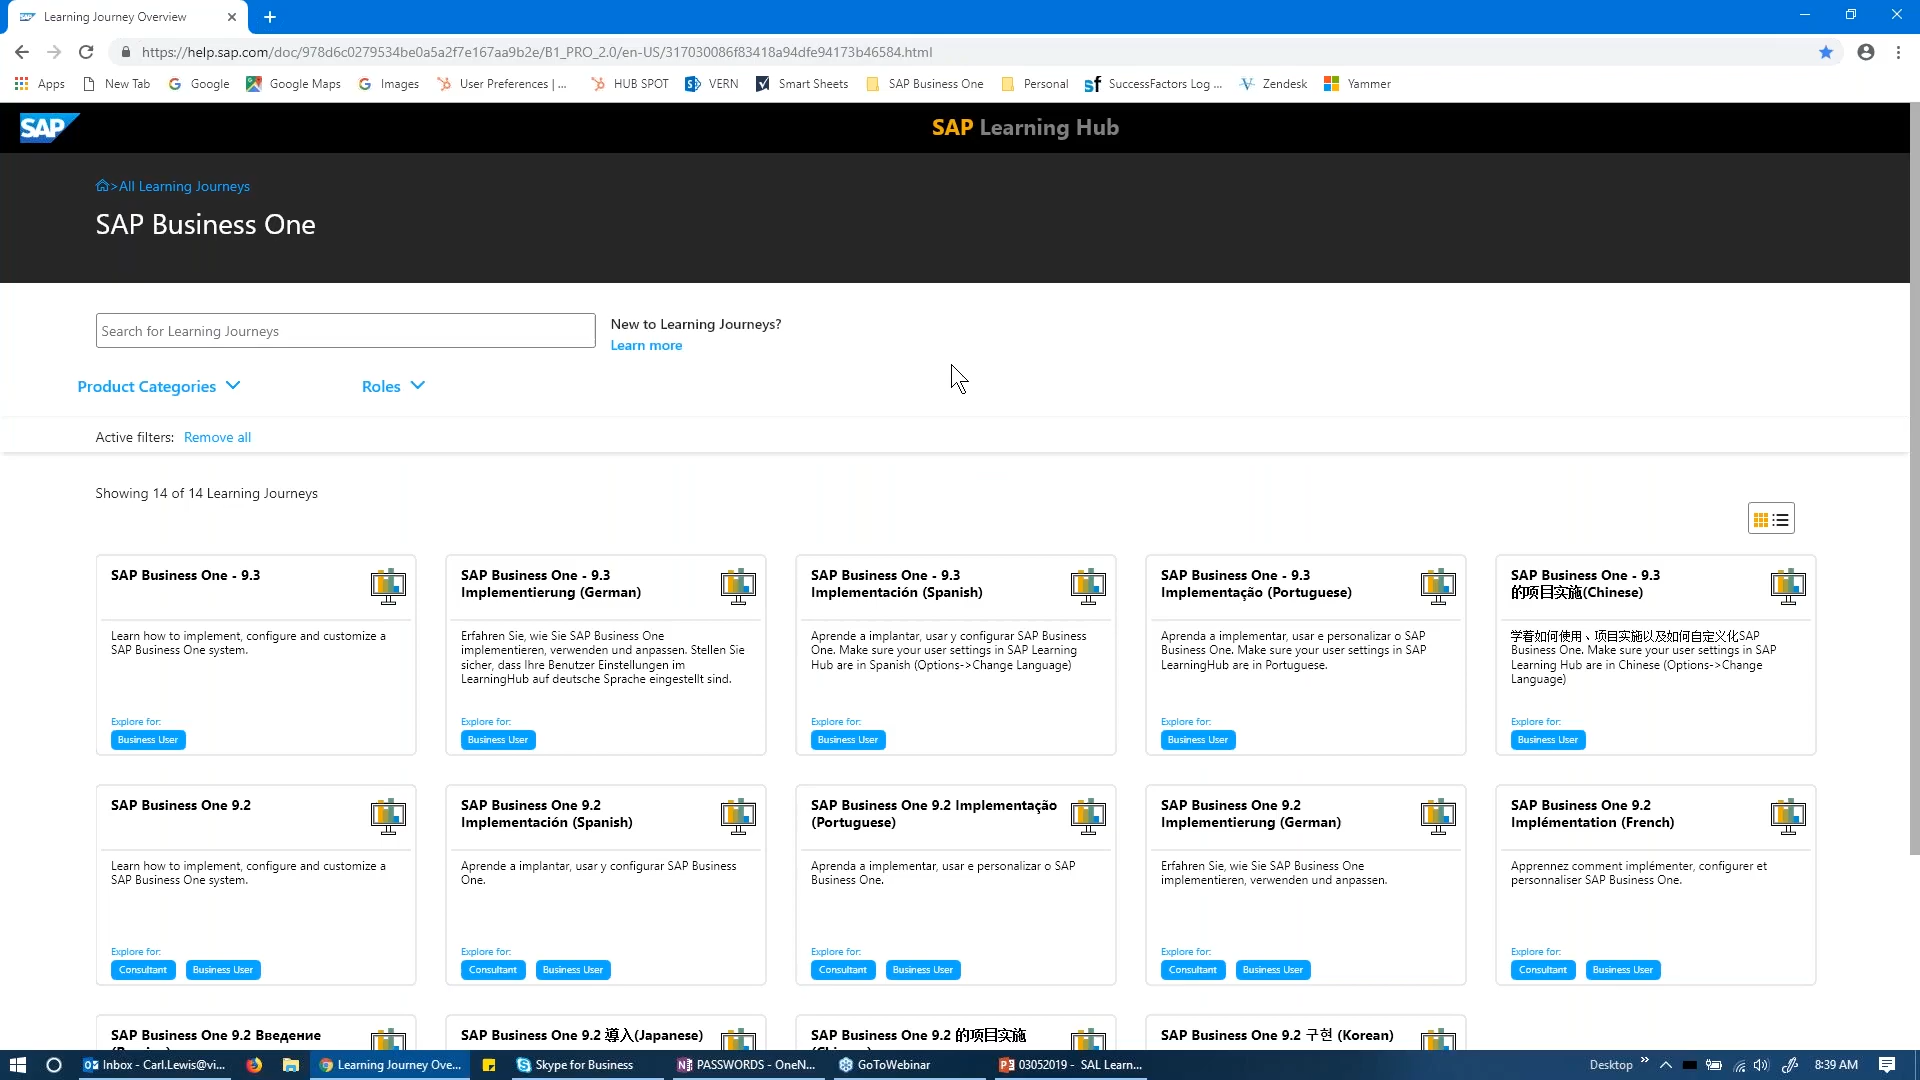 Learning Journey Overview
https://help.sap.com/doc/978d6c0279534be0a5a2f7e167aa9b2e/B1_PRO_2.0/en-US/317030086f83418a94dfe94173b46584.html
Apps New Tab Google Google Maps Images User Preferences | ... HUB SPOT VERN Smart Sheets SAP Business One Personal SuccessFactors Log ... Zendesk Yammer
SAP SAP Learning Hub
>All Learning Journeys
SAP Business One
Search for Learning Journeys
New to Learning Journeys?
Learn more
Product Categories Roles
Active filters: Remove all
Showing 14 of 14 Learning Journeys
SAP Business One - 9.3
Learn how to implement, configure and customize a
SAP Business One system.
Explore for:
Business User
SAP Business One - 9.3
Implementierung (German)
Erfahren Sie, wie Sie SAP Business One
implementieren, verwenden und anpassen. Stellen Sie
sicher, dass Ihre Benutzer Einstellungen im
LearningHub auf deutsche Sprache eingestellt sind.
Explore for:
Business User
SAP Business One - 9.3
Implementación (Spanish)
Aprende a implantar, usar y configurar SAP Business
One. Make sure your user settings in SAP Learning
Hub are in Spanish (Options->Change Language)
Explore for:
Business User
SAP Business One - 9.3
Implementação (Portuguese)
Aprenda a implementar, usar e personalizar o SAP
Business One. Make sure your user settings in SAP
LearningHub are in Portuguese.
Explore for:
Business User
SAP Business One - 9.3
的项目实施(Chinese)
学着如何使用、项目实施以及如何自定义化SAP
Business One. Make sure your user settings in SAP
Learning Hub are in Chinese (Options->Change
Language)
Explore for:
Business User
SAP Business One 9.2
Learn how to implement, configure and customize a
SAP Business One system.
Explore for:
Consultant Business User
SAP Business One 9.2
Implementación (Spanish)
Aprende a implantar, usar y configurar SAP Business
One.
Explore for:
Consultant Business User
SAP Business One 9.2 Implementação
(Portuguese)
Aprenda a implementar, usar e personalizar o SAP
Business One.
Explore for:
Consultant Business User
SAP Business One 9.2
Implementierung (German)
Erfahren Sie, wie Sie SAP Business One
implementieren, verwenden und anpassen.
Explore for:
Consultant Business User
SAP Business One 9.2
Implémentation (French)
Apprennez comment implémenter, configurer et
personnaliser SAP Business One.
Explore for:
Consultant Business User
SAP Business One 9.2 Введение
SAP Business One 9.2 導入(Japanese)
SAP Business One 9.2 的项目实施
SAP Business One 9.2 구현 (Korean)
Inbox - Carl.Lewis@vi... Learning Journey Ove... Skype for Business PASSWORDS - OneN... GoToWebinar 03052019 - SAL Learn... Desktop 8:39 AM